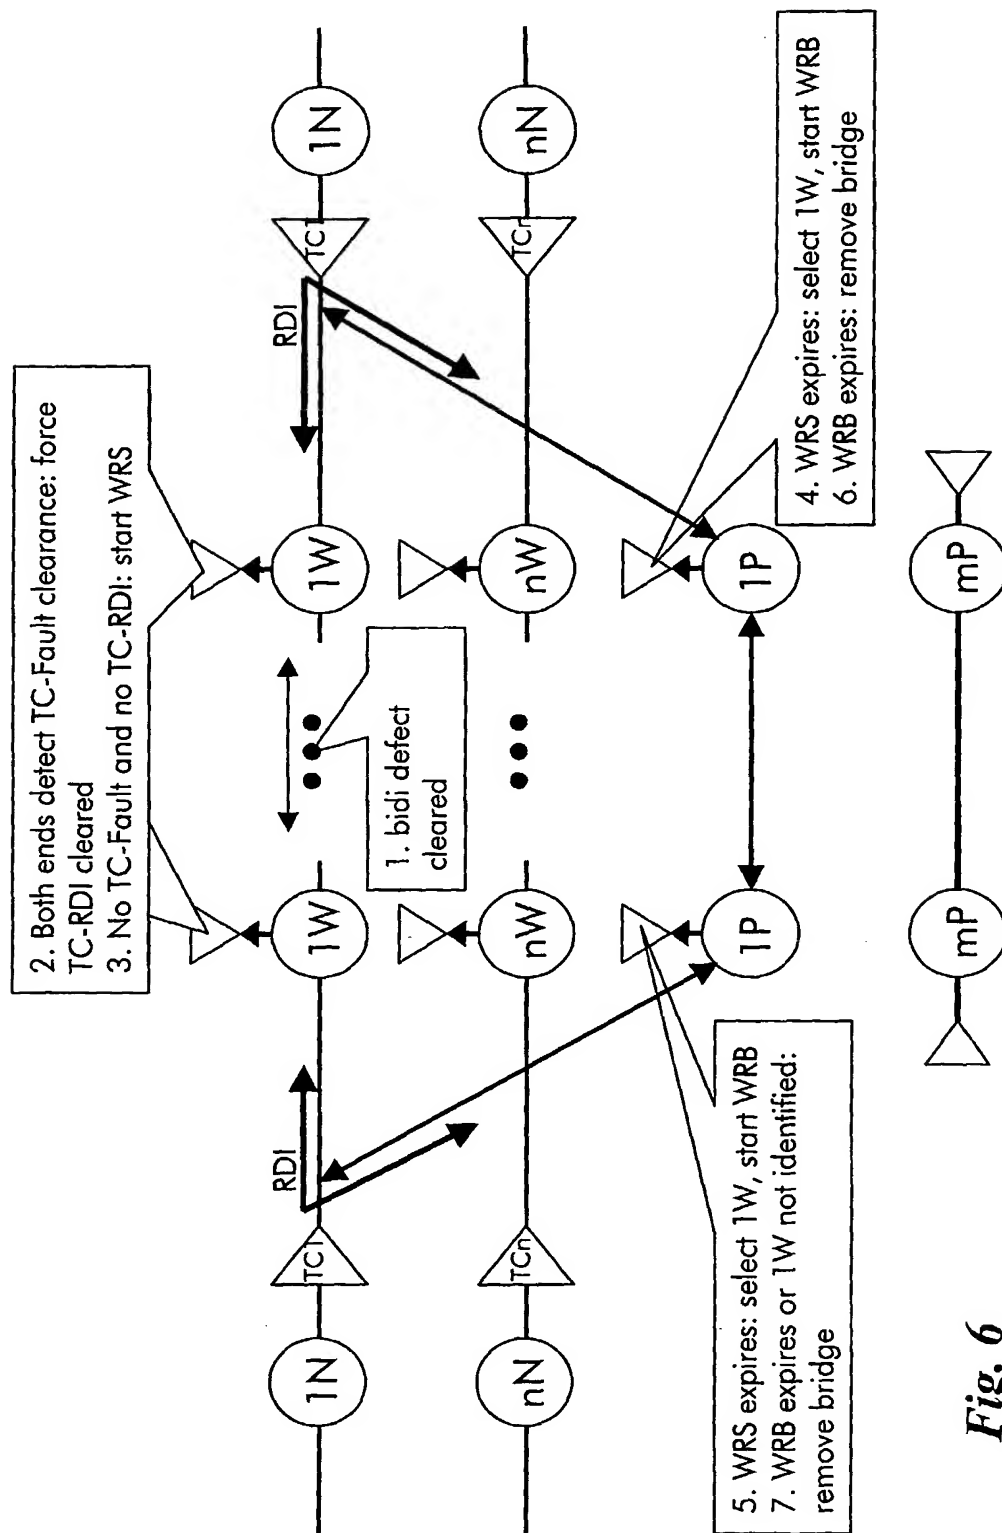 2. Both ends detect TC-Fault clearance: force
TC-RDI cleared
3. No TC-Fault and no TC-RDI: start WRS
1N
TC1
RDI
1W
1W
RDI
TC1
1N
1. bidi defect
cleared
nN
TCn
nW
nW
TCn
nN
5. WRS expires: select 1W, start WRB
7. WRB expires or 1W not identified:
remove bridge
1P
1P
4. WRS expires: select 1W, start WRB
6. WRB expires: remove bridge
mP
mP
Fig. 6